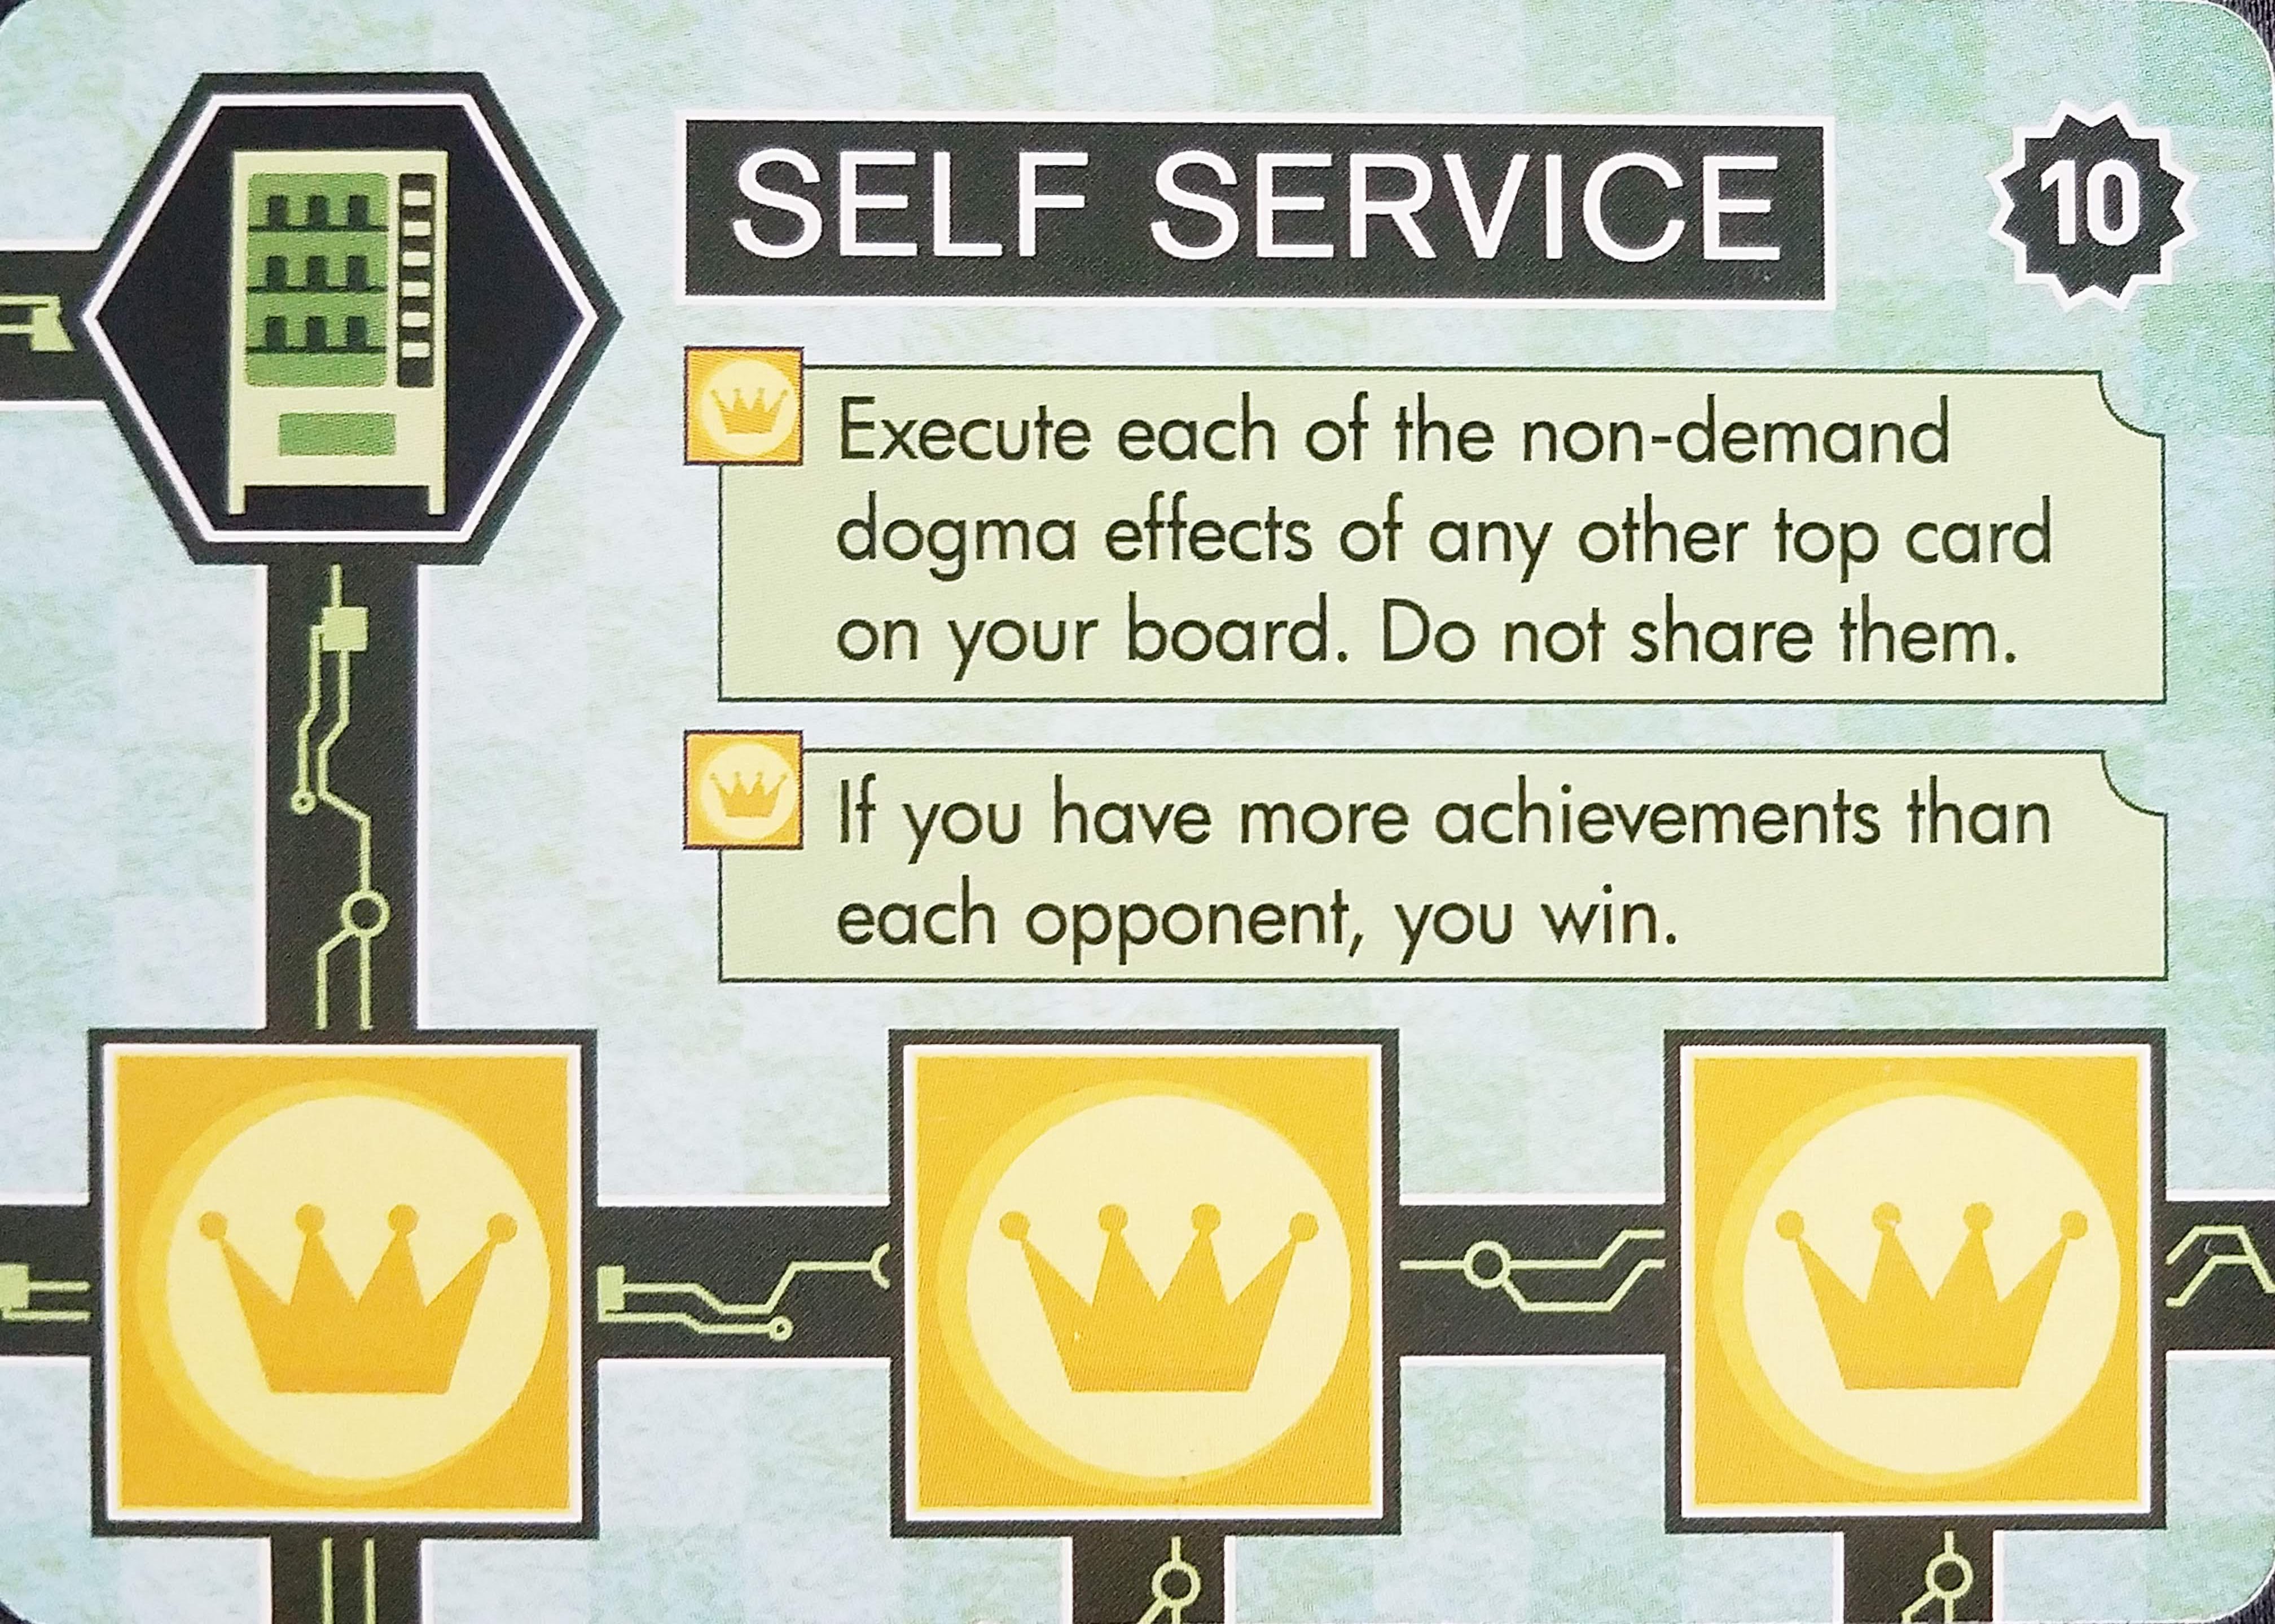 SELF SERVICE
10
Execute each of the non-demand
dogma effects of any other top card
on your board. Do not share them.
If you have more achievements than
each opponent, you win.